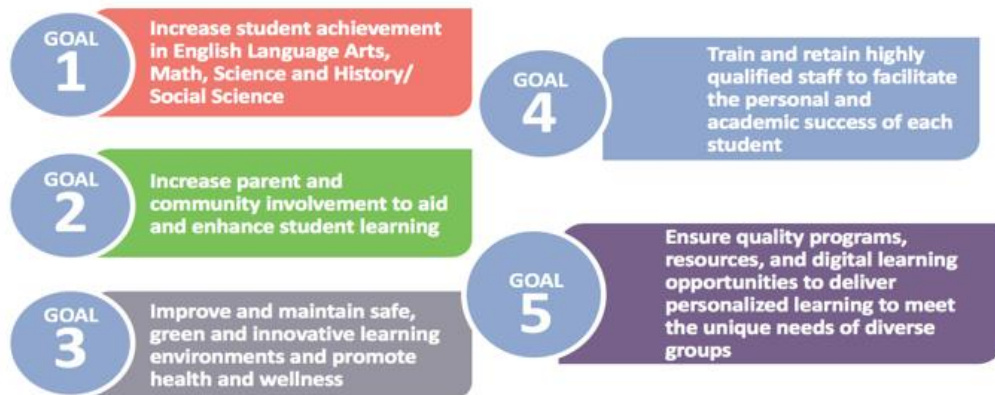 GOAL
1
Increase student achievement
in English Language Arts,
Math, Science and History/
Social Science
GOAL
2
Increase parent and
community involvement to aid
and enhance student learning
GOAL
3
Improve and maintain safe,
green and innovative learning
environments and promote
health and wellness
GOAL
4
Train and retain highly
qualified staff to facilitate
the personal and
academic success of each
student
GOAL
5
Ensure quality programs,
resources, and digital learning
opportunities to deliver
personalized learning to meet
the unique needs of diverse
groups